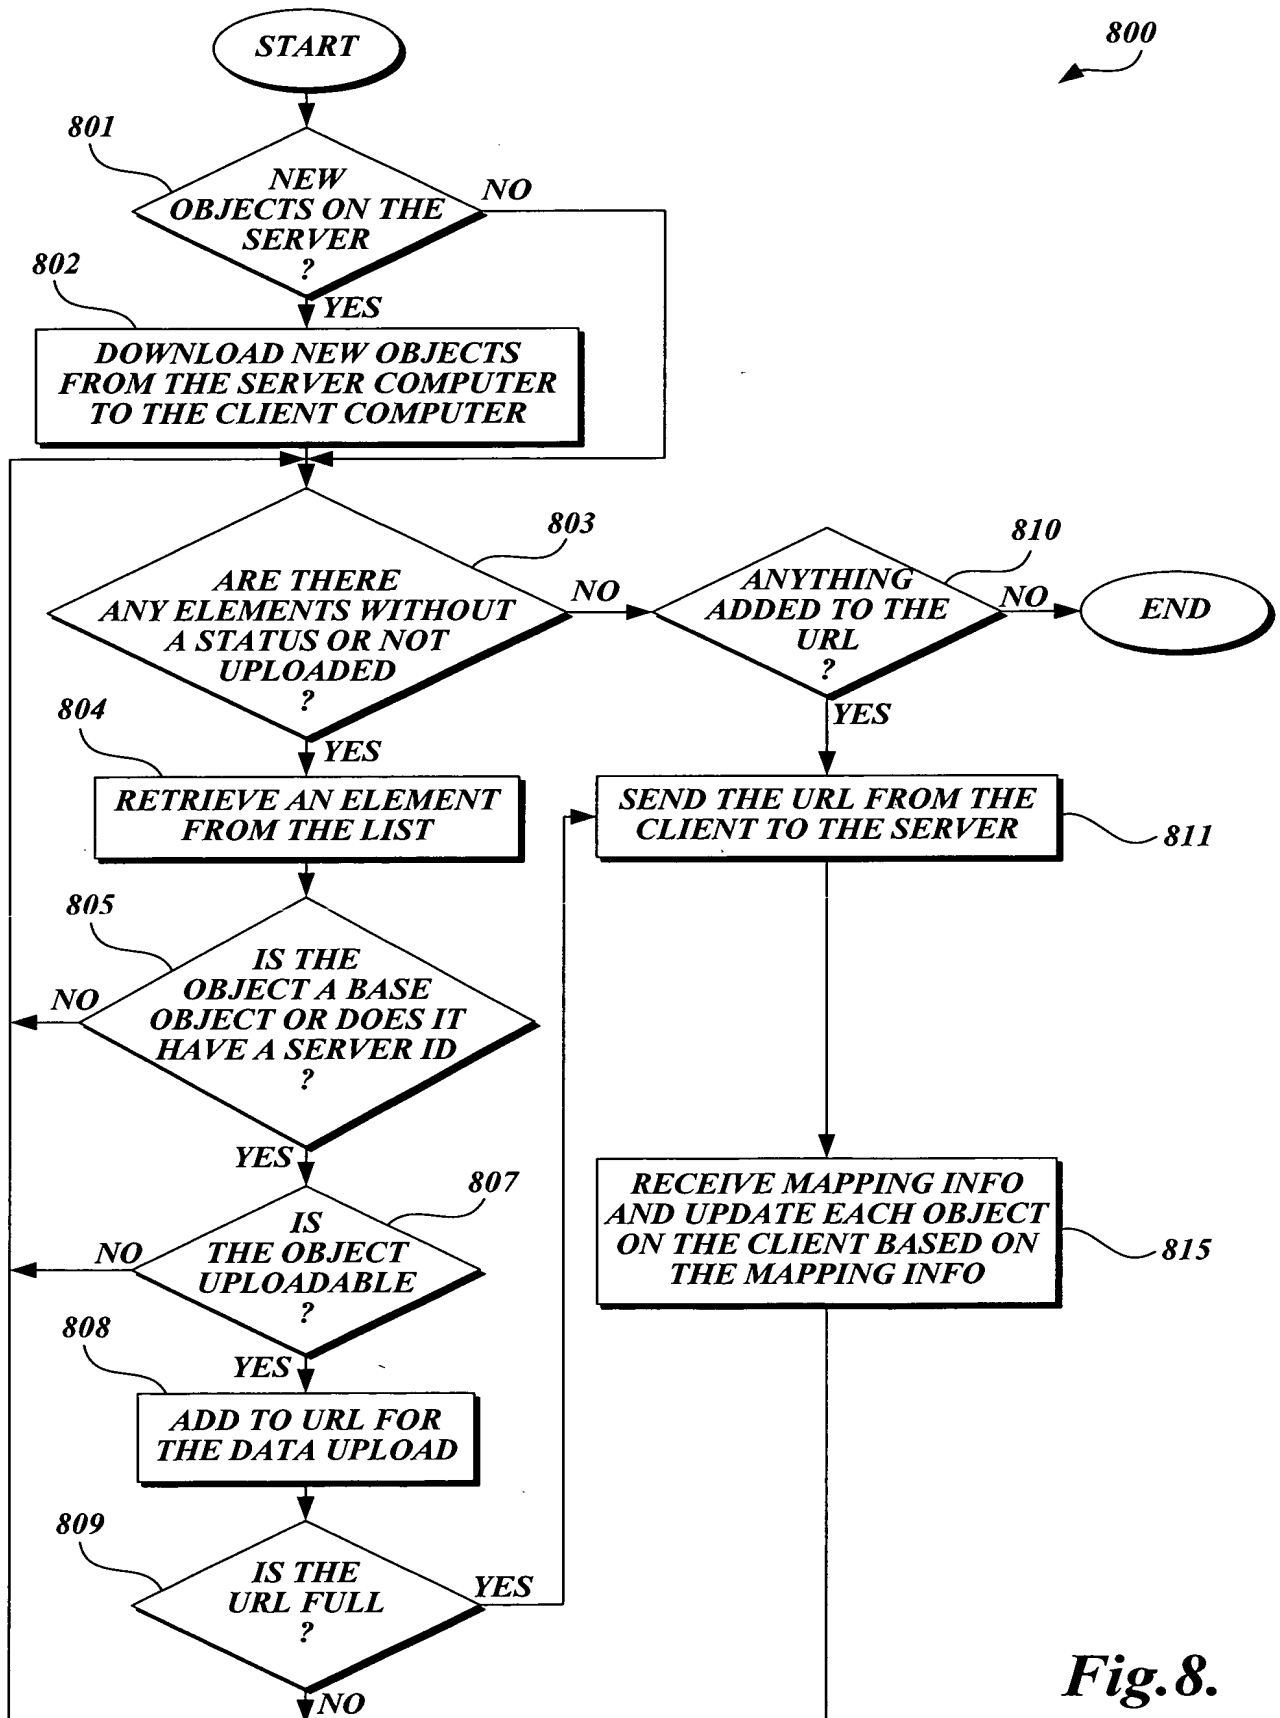 START
800
801
NEW
OBJECTS ON THE
SERVER
?
NO
802
YES
DOWNLOAD NEW OBJECTS
FROM THE SERVER COMPUTER
TO THE CLIENT COMPUTER
803
ARE THERE
ANY ELEMENTS WITHOUT
A STATUS OR NOT
UPLOADED
?
NO
810
ANYTHING
ADDED TO THE
URL
?
NO
END
804
YES
YES
RETRIEVE AN ELEMENT
FROM THE LIST
SEND THE URL FROM THE
CLIENT TO THE SERVER
811
805
IS THE
OBJECT A BASE
OBJECT OR DOES IT
HAVE A SERVER ID
?
NO
YES
807
IS
THE OBJECT
UPLOADABLE
?
NO
RECEIVE MAPPING INFO
AND UPDATE EACH OBJECT
ON THE CLIENT BASED ON
THE MAPPING INFO
815
808
YES
ADD TO URL FOR
THE DATA UPLOAD
809
IS THE
URL FULL
?
YES
NO
Fig.8.